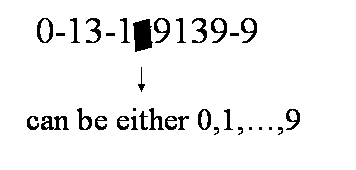 0-13-1 9139-9
can be either 0,1,…,9